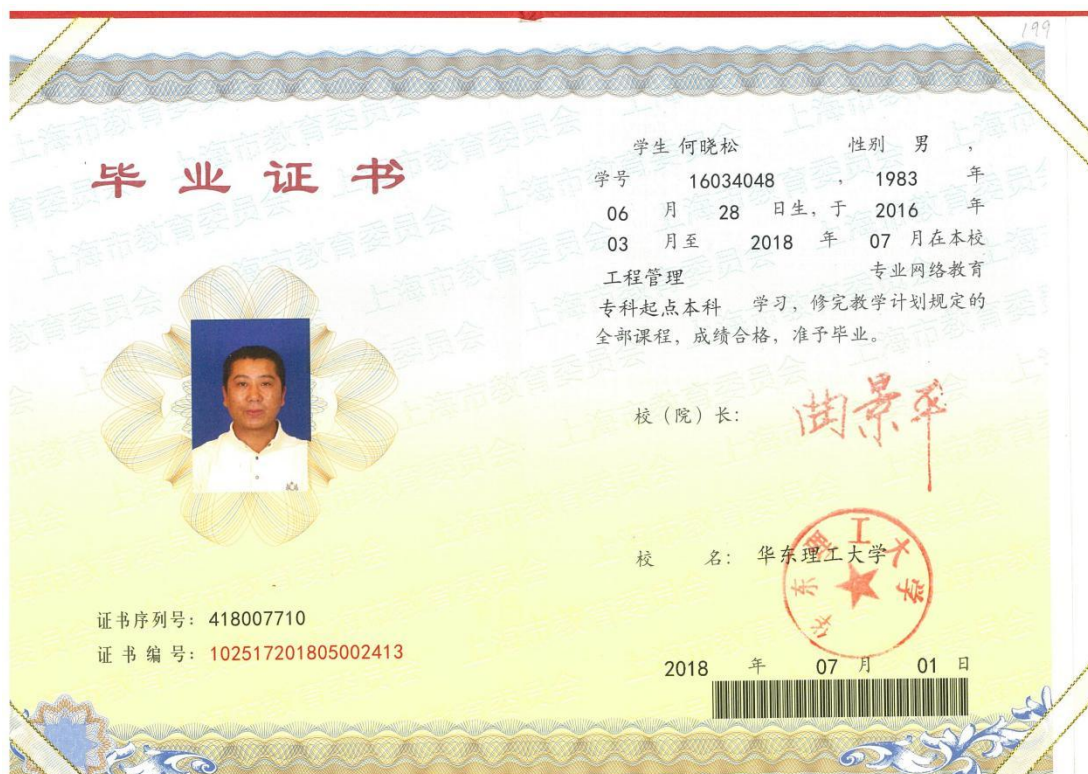 199
毕业证书
学生 何晓松 性别 男 ,
学号 16034048 , 1983 年
06 月 28 日生, 于 2016 年
03 月至 2018 年 07 月在本校
工程管理 专业网络教育
专科起点本科 学习, 修完教学计划规定的
全部课程, 成绩合格, 准予毕业。
校（院）长:
校 名: 华东理工大学
华东理工大学
证书序列号: 418007710
证书编号: 102517201805002413
2018 年 07 月 01 日
上海市教育委员会